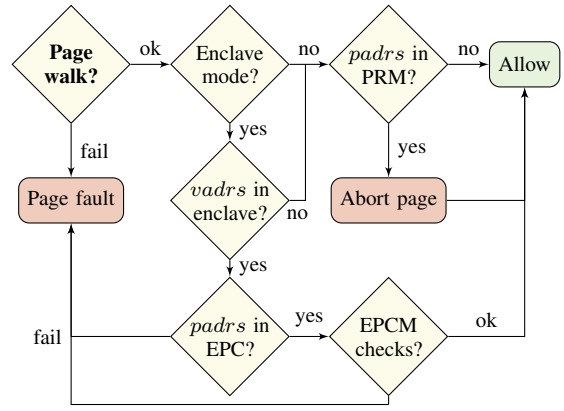 Page
walk?
ok
Enclave
mode?
no
padrs in
PRM?
no
Allow
fail
yes
yes
Page fault
vadrs in
enclave?
no
Abort page
yes
fail
padrs in
EPC?
yes
EPCM
checks?
ok